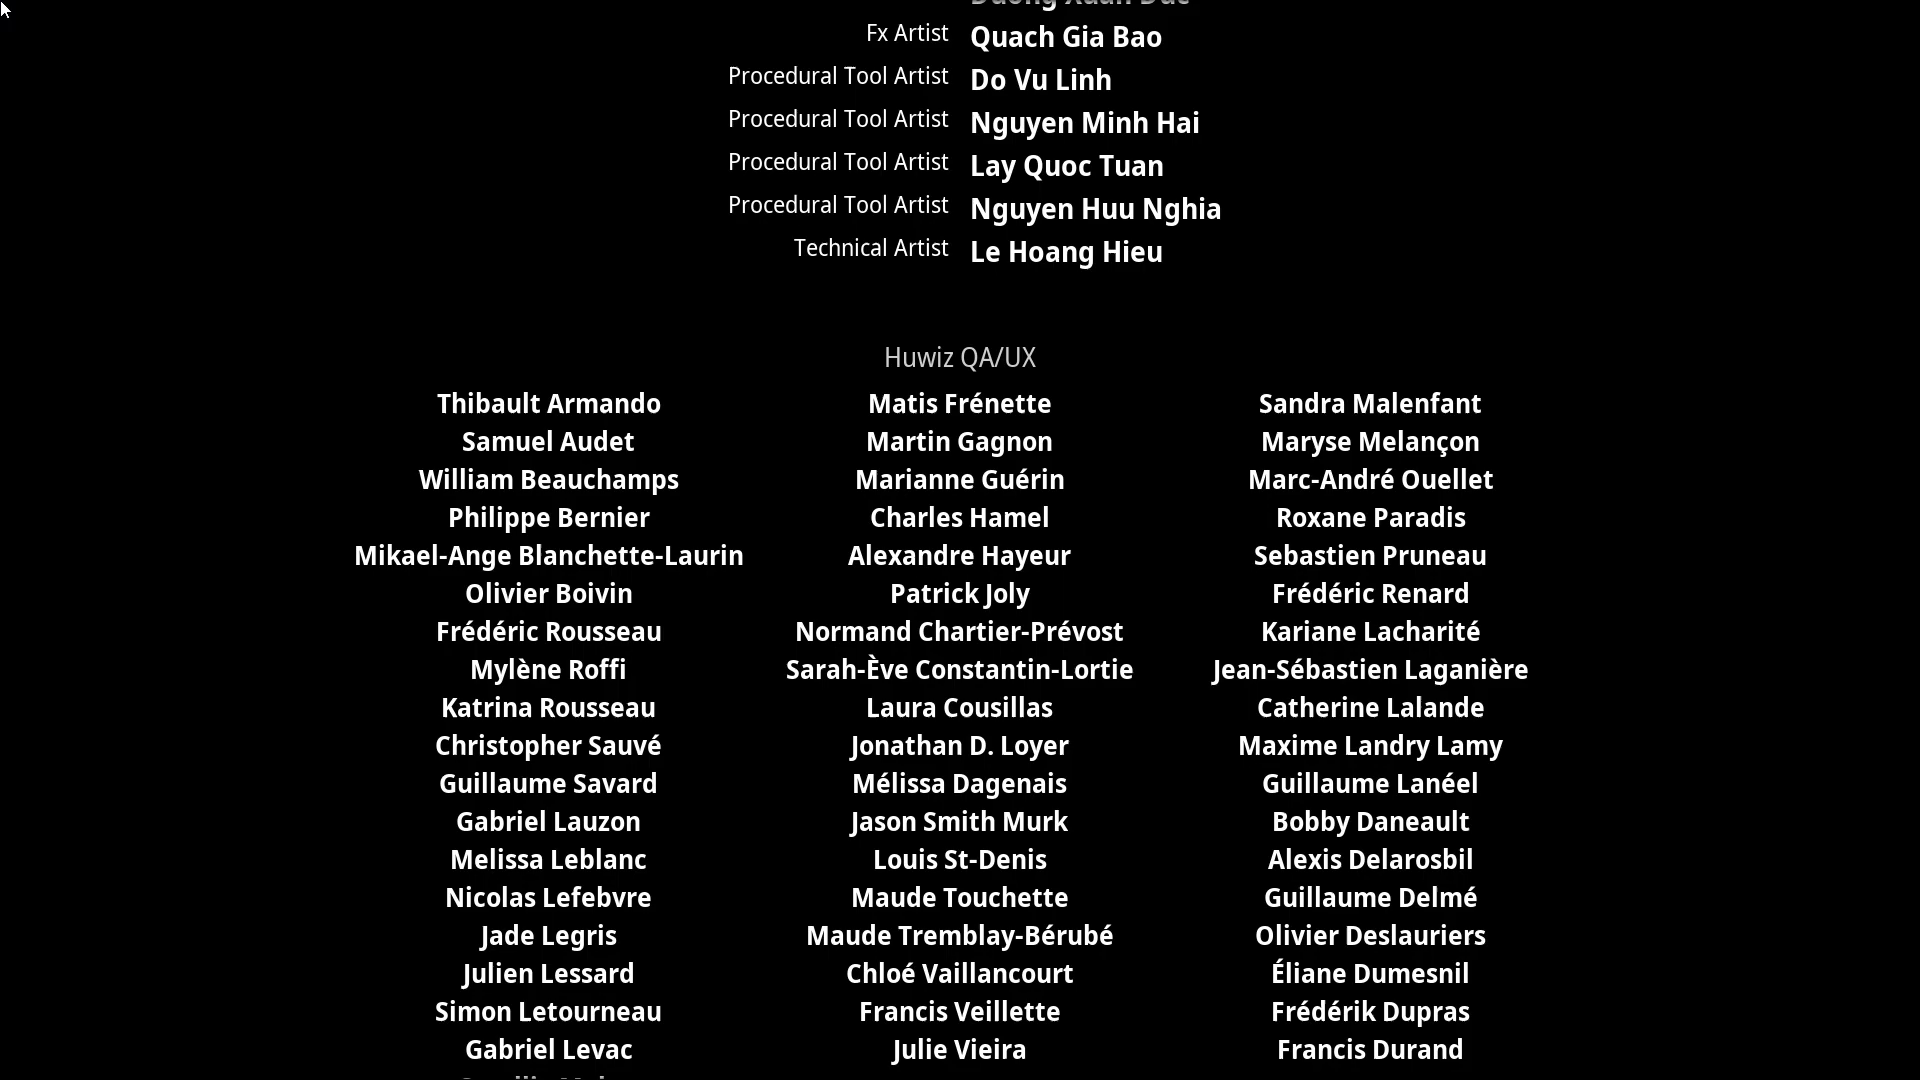 Fx Artist Quach Gia Bao
Procedural Tool Artist Do Vu Linh
Procedural Tool Artist Nguyen Minh Hai
Procedural Tool Artist Lay Quoc Tuan
Procedural Tool Artist Nguyen Huu Nghia
Technical Artist Le Hoang Hieu
Huwiz QA/UX
Thibault Armando Matis Frénette Sandra Malenfant
Samuel Audet Martin Gagnon Maryse Melançon
William Beauchamps Marianne Guérin Marc-André Ouellet
Philippe Bernier Charles Hamel Roxane Paradis
Mikael-Ange Blanchette-Laurin Alexandre Hayeur Sebastien Pruneau
Olivier Boivin Patrick Joly Frédéric Renard
Frédéric Rousseau Normand Chartier-Prévost Kariane Lacharité
Mylène Roffi Sarah-Ève Constantin-Lortie Jean-Sébastien Laganière
Katrina Rousseau Laura Cousillas Catherine Lalande
Christopher Sauvé Jonathan D. Loyer Maxime Landry Lamy
Guillaume Savard Mélissa Dagenais Guillaume Lanéel
Gabriel Lauzon Jason Smith Murk Bobby Daneault
Melissa Leblanc Louis St-Denis Alexis Delarosbil
Nicolas Lefebvre Maude Touchette Guillaume Delmé
Jade Legris Maude Tremblay-Bérubé Olivier Deslauriers
Julien Lessard Chloé Vaillancourt Éliane Dumesnil
Simon Letourneau Francis Veillette Frédérik Dupras
Gabriel Levac Julie Vieira Francis Durand